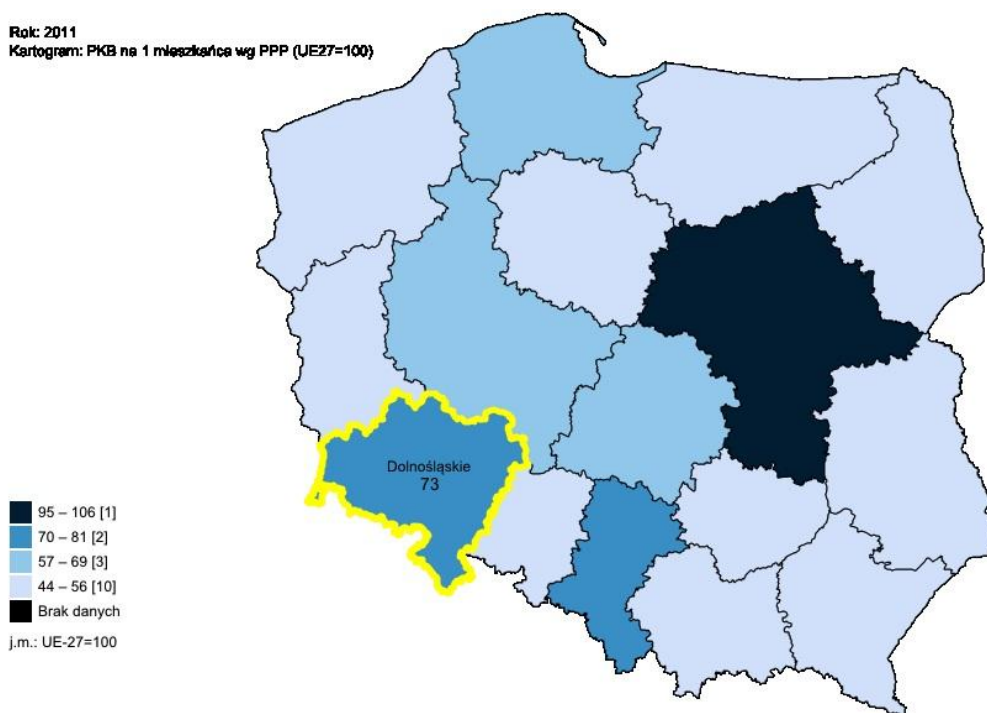 Rok: 2011
Kartogram: PKB na 1 mieszkańca wg PPP (UE27=100)
Dolnośląskie
73
95 – 106 [1]
70 – 81 [2]
57 – 69 [3]
44 – 56 [10]
Brak danych
j.m.: UE-27=100